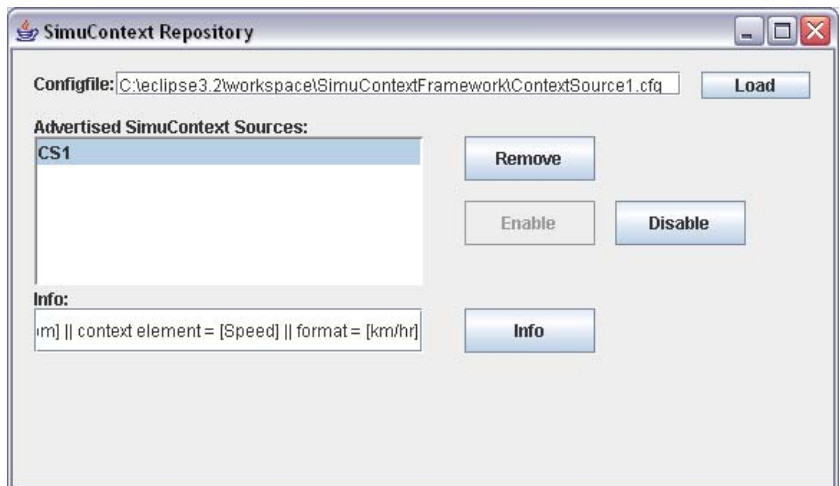 SimuContext Repository
Configfile: C:\eclipse3.2\workspace\SimuContextFramework\ContextSource1.cfg Load
Advertised SimuContext Sources:
CS1
Remove
Enable Disable
Info:
m] || context element = [Speed] || format = [km/hr] Info